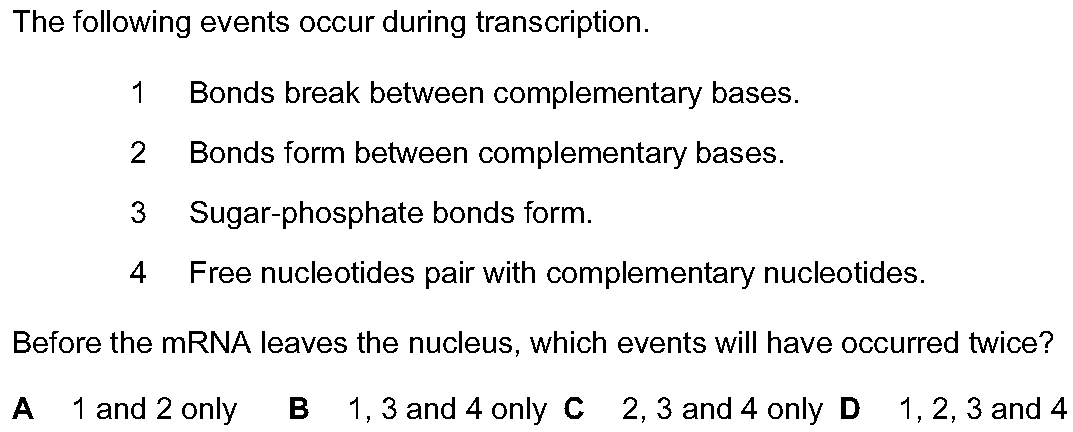 The following events occur during transcription.
1 Bonds break between complementary bases.
2 Bonds form between complementary bases.
3 Sugar-phosphate bonds form.
4 Free nucleotides pair with complementary nucleotides.
Before the mRNA leaves the nucleus, which events will have occurred twice?
A 1 and 2 only B 1, 3 and 4 only C 2, 3 and 4 only D 1, 2, 3 and 4